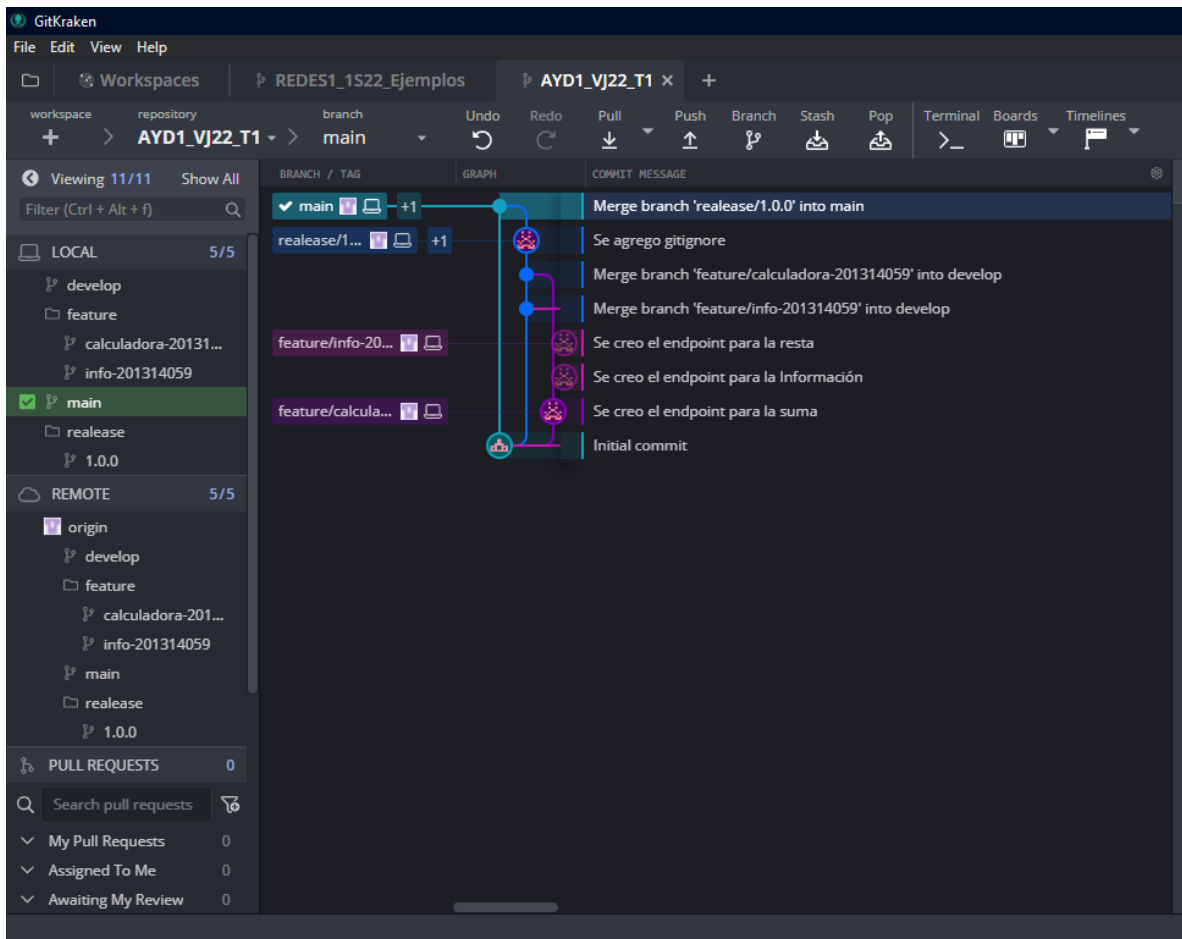 GitKraken
File Edit View Help
Workspaces REDES1_1S22_Ejemplos AYD1_VJ22_T1 × +
workspace repository branch Undo Redo Pull Push Branch Stash Pop Terminal Boards Timelines
+ AYD1_VJ22_T1 main
Viewing 11/11 Show All
Filter (Ctrl + Alt + f)
LOCAL 5/5
develop
feature
calculadora-20131...
info-201314059
main
realease
1.0.0
REMOTE 5/5
origin
develop
feature
calculadora-201...
info-201314059
main
realease
1.0.0
PULL REQUESTS 0
Search pull requests
My Pull Requests 0
Assigned To Me 0
Awaiting My Review 0
BRANCH / TAG GRAPH COMMIT MESSAGE
main +1 Merge branch 'realease/1.0.0' into main
realease/1... +1 Se agrego gitignore
Merge branch 'feature/calculadora-201314059' into develop
Merge branch 'feature/info-201314059' into develop
feature/info-20... Se creo el endpoint para la resta
Se creo el endpoint para la Información
feature/calcula... Se creo el endpoint para la suma
Initial commit